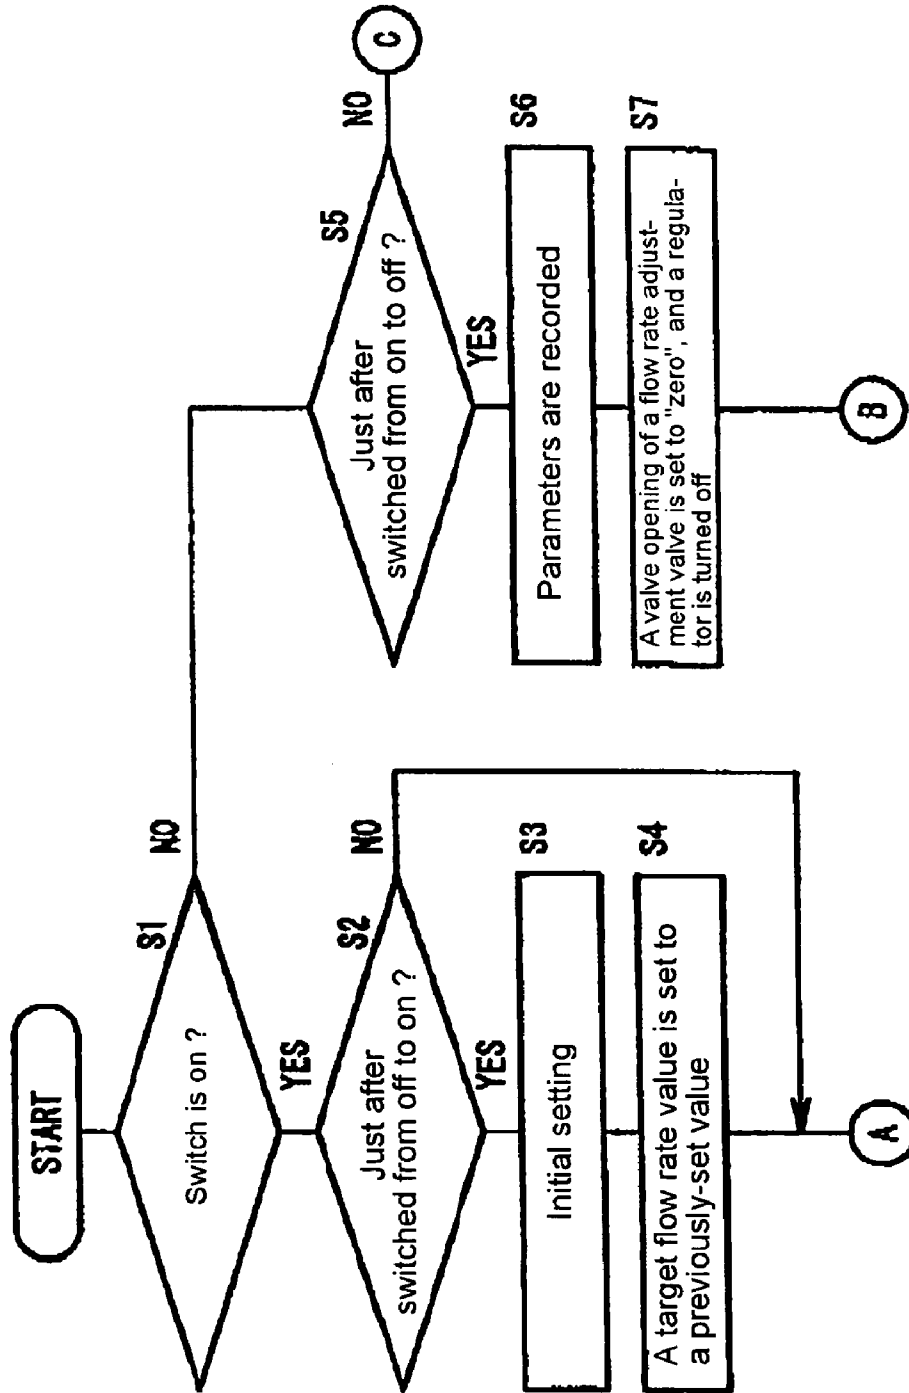 START
S1
Switch is on ?
NO
YES
S2
Just after
switched from off to on ?
NO
YES
S3
Initial setting
S4
A target flow rate value is set to
a previously-set value
A
S5
Just after
switched from on to off ?
NO
C
YES
S6
Parameters are recorded
S7
A valve opening of a flow rate adjust-
ment valve is set to "zero", and a regula-
tor is turned off
B